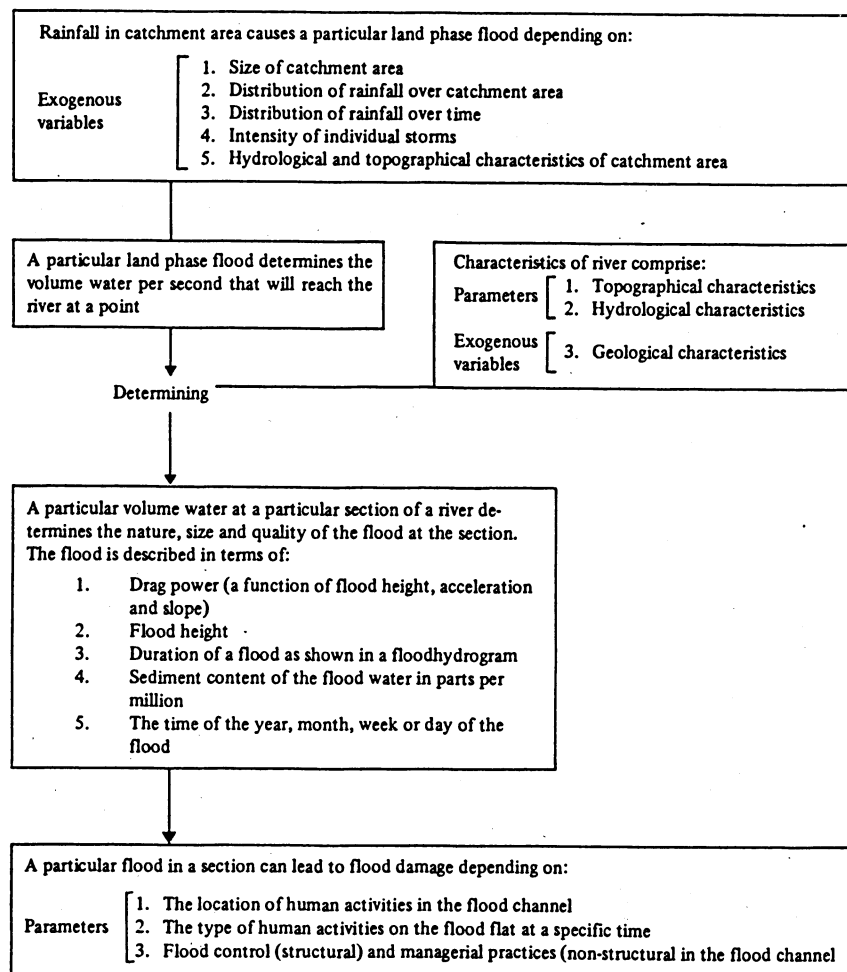 Rainfall in catchment area causes a particular land phase flood depending on:
Exogenous
variables
1. Size of catchment area
2. Distribution of rainfall over catchment area
3. Distribution of rainfall over time
4. Intensity of individual storms
5. Hydrological and topographical characteristics of catchment area
A particular land phase flood determines the
volume water per second that will reach the
river at a point
Characteristics of river comprise:
Parameters
1. Topographical characteristics
2. Hydrological characteristics
Exogenous
variables
3. Geological characteristics
Determining
A particular volume water at a particular section of a river de-
termines the nature, size and quality of the flood at the section.
The flood is described in terms of:
1. Drag power (a function of flood height, acceleration
and slope)
2. Flood height
3. Duration of a flood as shown in a floodhydrogram
4. Sediment content of the flood water in parts per
million
5. The time of the year, month, week or day of the
flood
A particular flood in a section can lead to flood damage depending on:
Parameters
1. The location of human activities in the flood channel
2. The type of human activities on the flood flat at a specific time
3. Flood control (structural) and managerial practices (non-structural in the flood channel